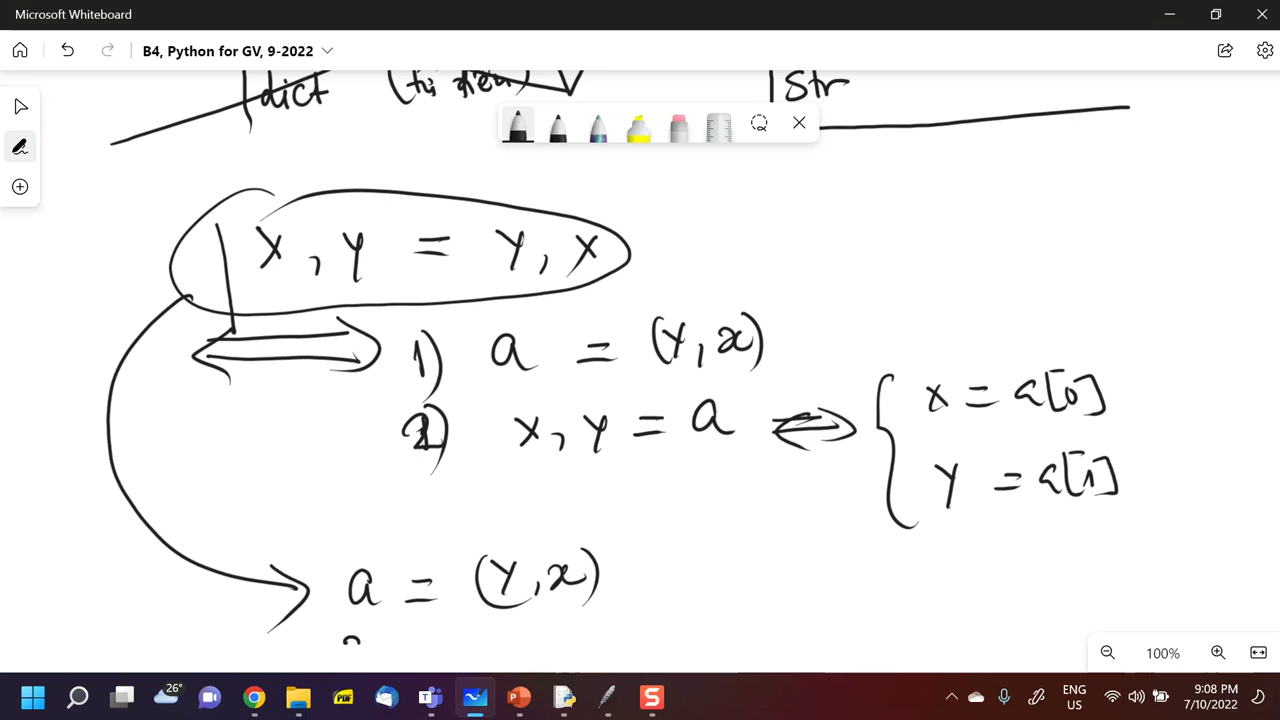 Microsoft Whiteboard
B4, Python for GV, 9-2022
dict
Str
x, y = y, x
1) a = (y, x)
2) x, y = a
x = a[0]
y = a[1]
a = (y, x)
100%
26°
PDF
ENG
US
9:08 PM
7/10/2022